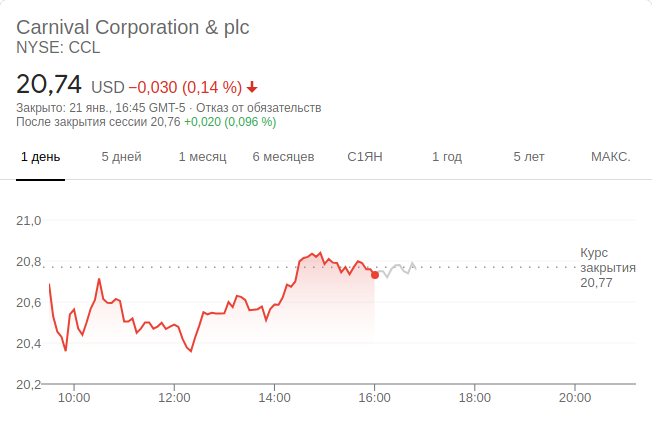 Carnival Corporation & plc
NYSE: CCL
20,74 USD −0,030 (0,14 %)
Закрыто: 21 янв., 16:45 GMT-5 · Отказ от обязательств
После закрытия сессии 20,76 +0,020 (0,096 %)
1 день 5 дней 1 месяц 6 месяцев С1ЯН 1 год 5 лет МАКС.
21,0
20,8
20,6
20,4
20,2
Курс
закрытия
20,77
10:00 12:00 14:00 16:00 18:00 20:00